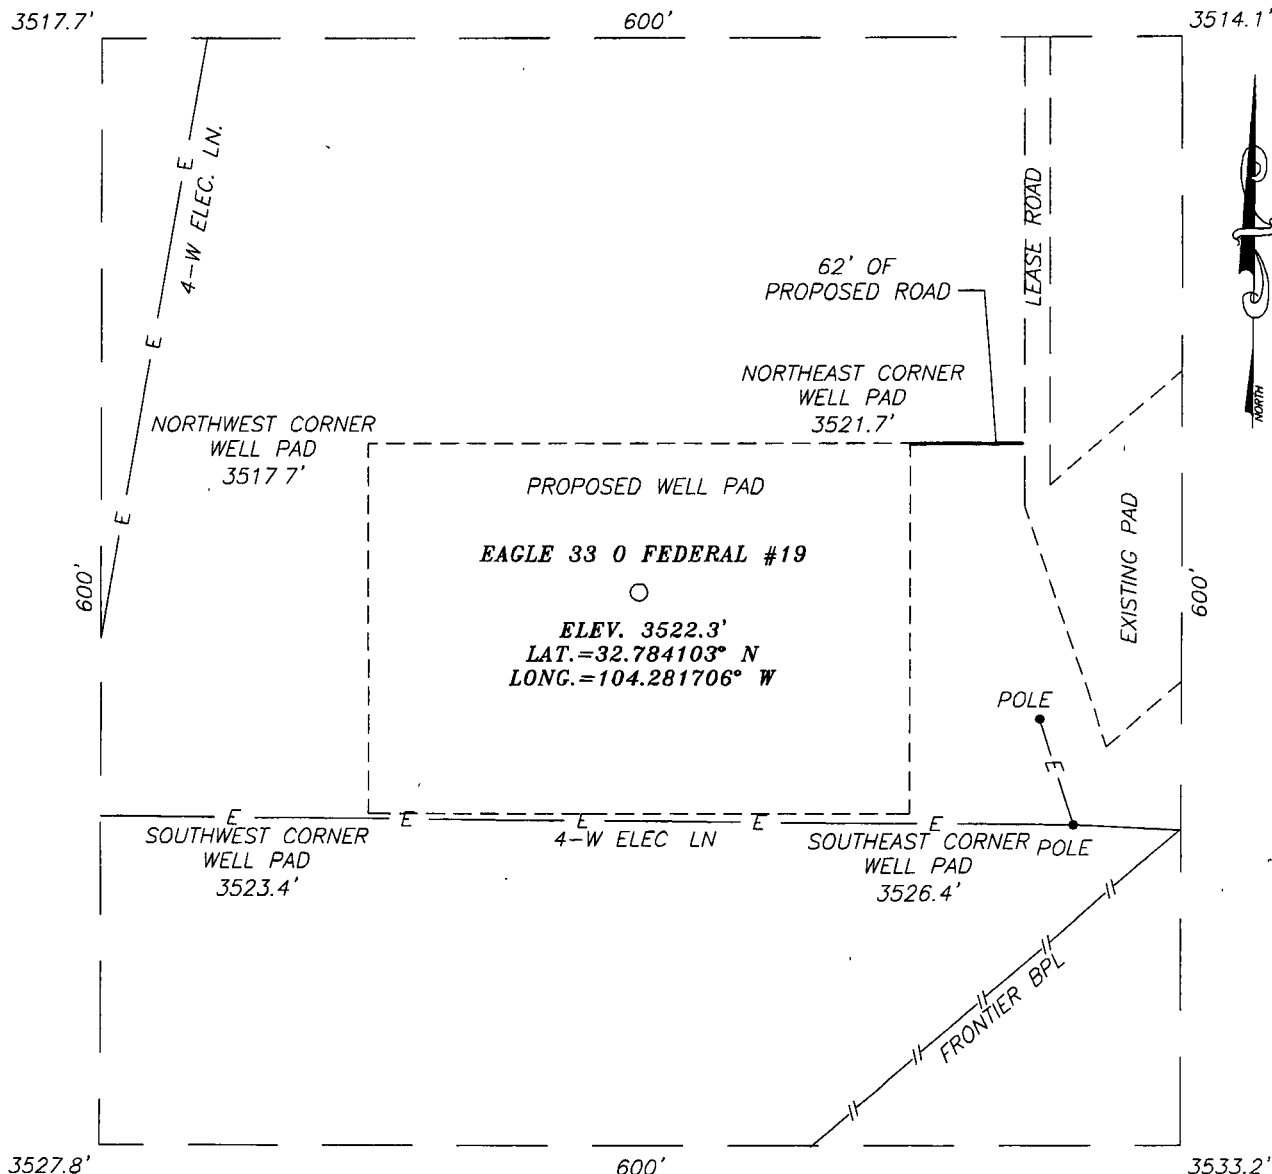 3517.7'
600'
3514.1'
4-W ELEC. LN.
E
E
E
LEASE ROAD
62' OF
PROPOSED ROAD
NORTH
NORTHEAST CORNER
WELL PAD
3521.7'
NORTHWEST CORNER
WELL PAD
3517 7'
PROPOSED WELL PAD
EAGLE 33 O FEDERAL #19
ELEV. 3522.3'
LAT.=32.784103° N
LONG.=104.281706° W
600'
EXISTING PAD
600'
POLE
E
E
E
E
E
E
SOUTHWEST CORNER
WELL PAD
3523.4'
4-W ELEC LN
SOUTHEAST CORNER
WELL PAD
3526.4'
POLE
FRONTIER BPL
3527.8'
600'
3533.2'